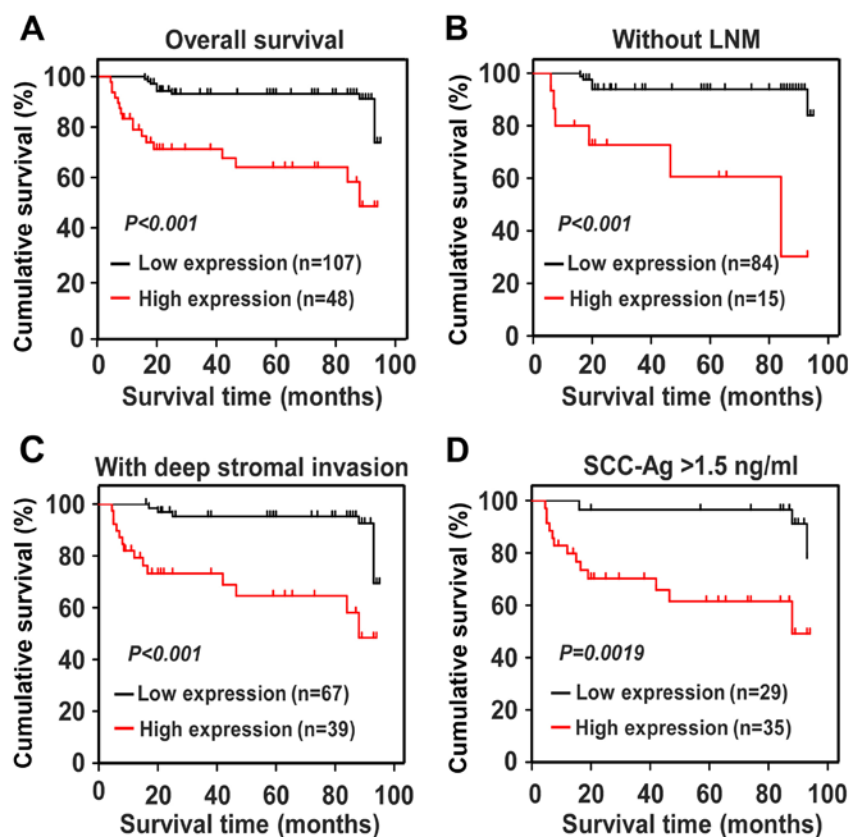 A
Overall survival
Cumulative survival (%)
100
80
60
40
20
0
P<0.001
Low expression (n=107)
High expression (n=48)
0 20 40 60 80 100
Survival time (months)
B
Without LNM
Cumulative survival (%)
100
80
60
40
20
0
P<0.001
Low expression (n=84)
High expression (n=15)
0 20 40 60 80 100
Survival time (months)
C
With deep stromal invasion
Cumulative survival (%)
100
80
60
40
20
0
P<0.001
Low expression (n=67)
High expression (n=39)
0 20 40 60 80 100
Survival time (months)
D
SCC-Ag >1.5 ng/ml
Cumulative survival (%)
100
80
60
40
20
0
P=0.0019
Low expression (n=29)
High expression (n=35)
0 20 40 60 80 100
Survival time (months)